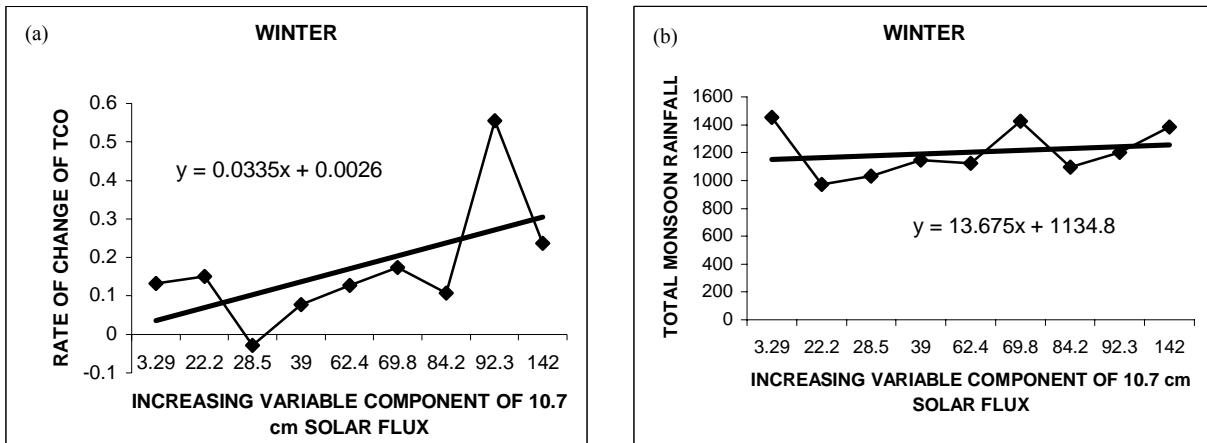 (a)
WINTER
RATE OF CHANGE OF TCO
0.6
0.5
0.4
0.3
0.2
0.1
0
-0.1
y = 0.0335x + 0.0026
3.29 22.2 28.5 39 62.4 69.8 84.2 92.3 142
INCREASING VARIABLE COMPONENT OF 10.7
cm SOLAR FLUX
(b)
WINTER
TOTAL MONSOON RAINFALL
1600
1400
1200
1000
800
600
400
200
0
y = 13.675x + 1134.8
3.29 22.2 28.5 39 62.4 69.8 84.2 92.3 142
INCREASING VARIABLE COMPONENT OF 10.7 cm
SOLAR FLUX